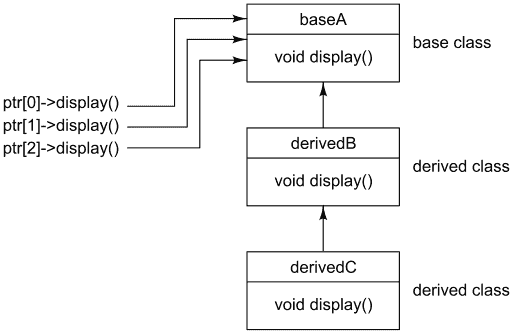 baseA
void display()
base class
ptr[0]->display()
ptr[1]->display()
ptr[2]->display()
derivedB
void display()
derived class
derivedC
void display()
derived class